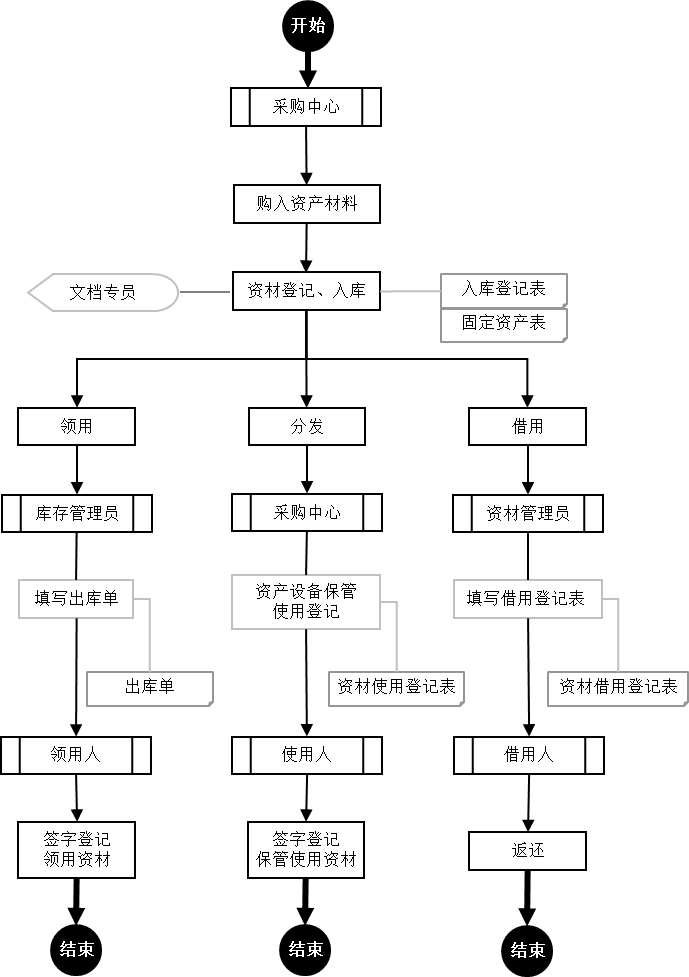 开始
采购中心
购入资产材料
文档专员
资材登记、入库
入库登记表
固定资产表
领用
分发
借用
库存管理员
采购中心
资材管理员
填写出库单
资产设备保管
使用登记
填写借用登记表
出库单
资材使用登记表
资材借用登记表
领用人
使用人
借用人
签字登记
领用资材
签字登记
保管使用资材
返还
结束
结束
结束